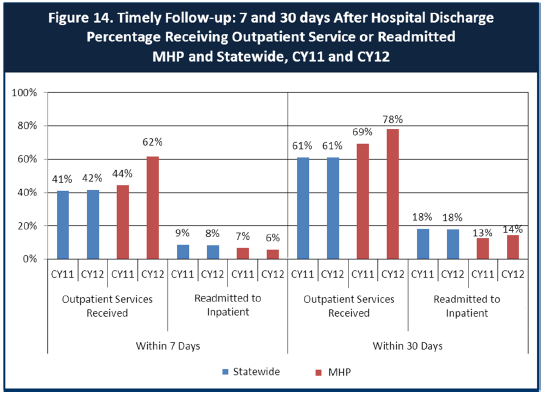 Figure 14. Timely Follow-up: 7 and 30 days After Hospital Discharge
Percentage Receiving Outpatient Service or Readmitted
MHP and Statewide, CY11 and CY12
100%
80%
60%
40%
20%
0%
41% 42% 44% 62% 9% 8% 7% 6% 61% 61% 69% 78% 18% 18% 13% 14%
CY11 CY12 CY11 CY12 CY11 CY12 CY11 CY12 CY11 CY12 CY11 CY12 CY11 CY12 CY11 CY12
Outpatient Services Readmitted to Outpatient Services Readmitted to
Received Inpatient Received Inpatient
Within 7 Days Within 30 Days
Statewide MHP